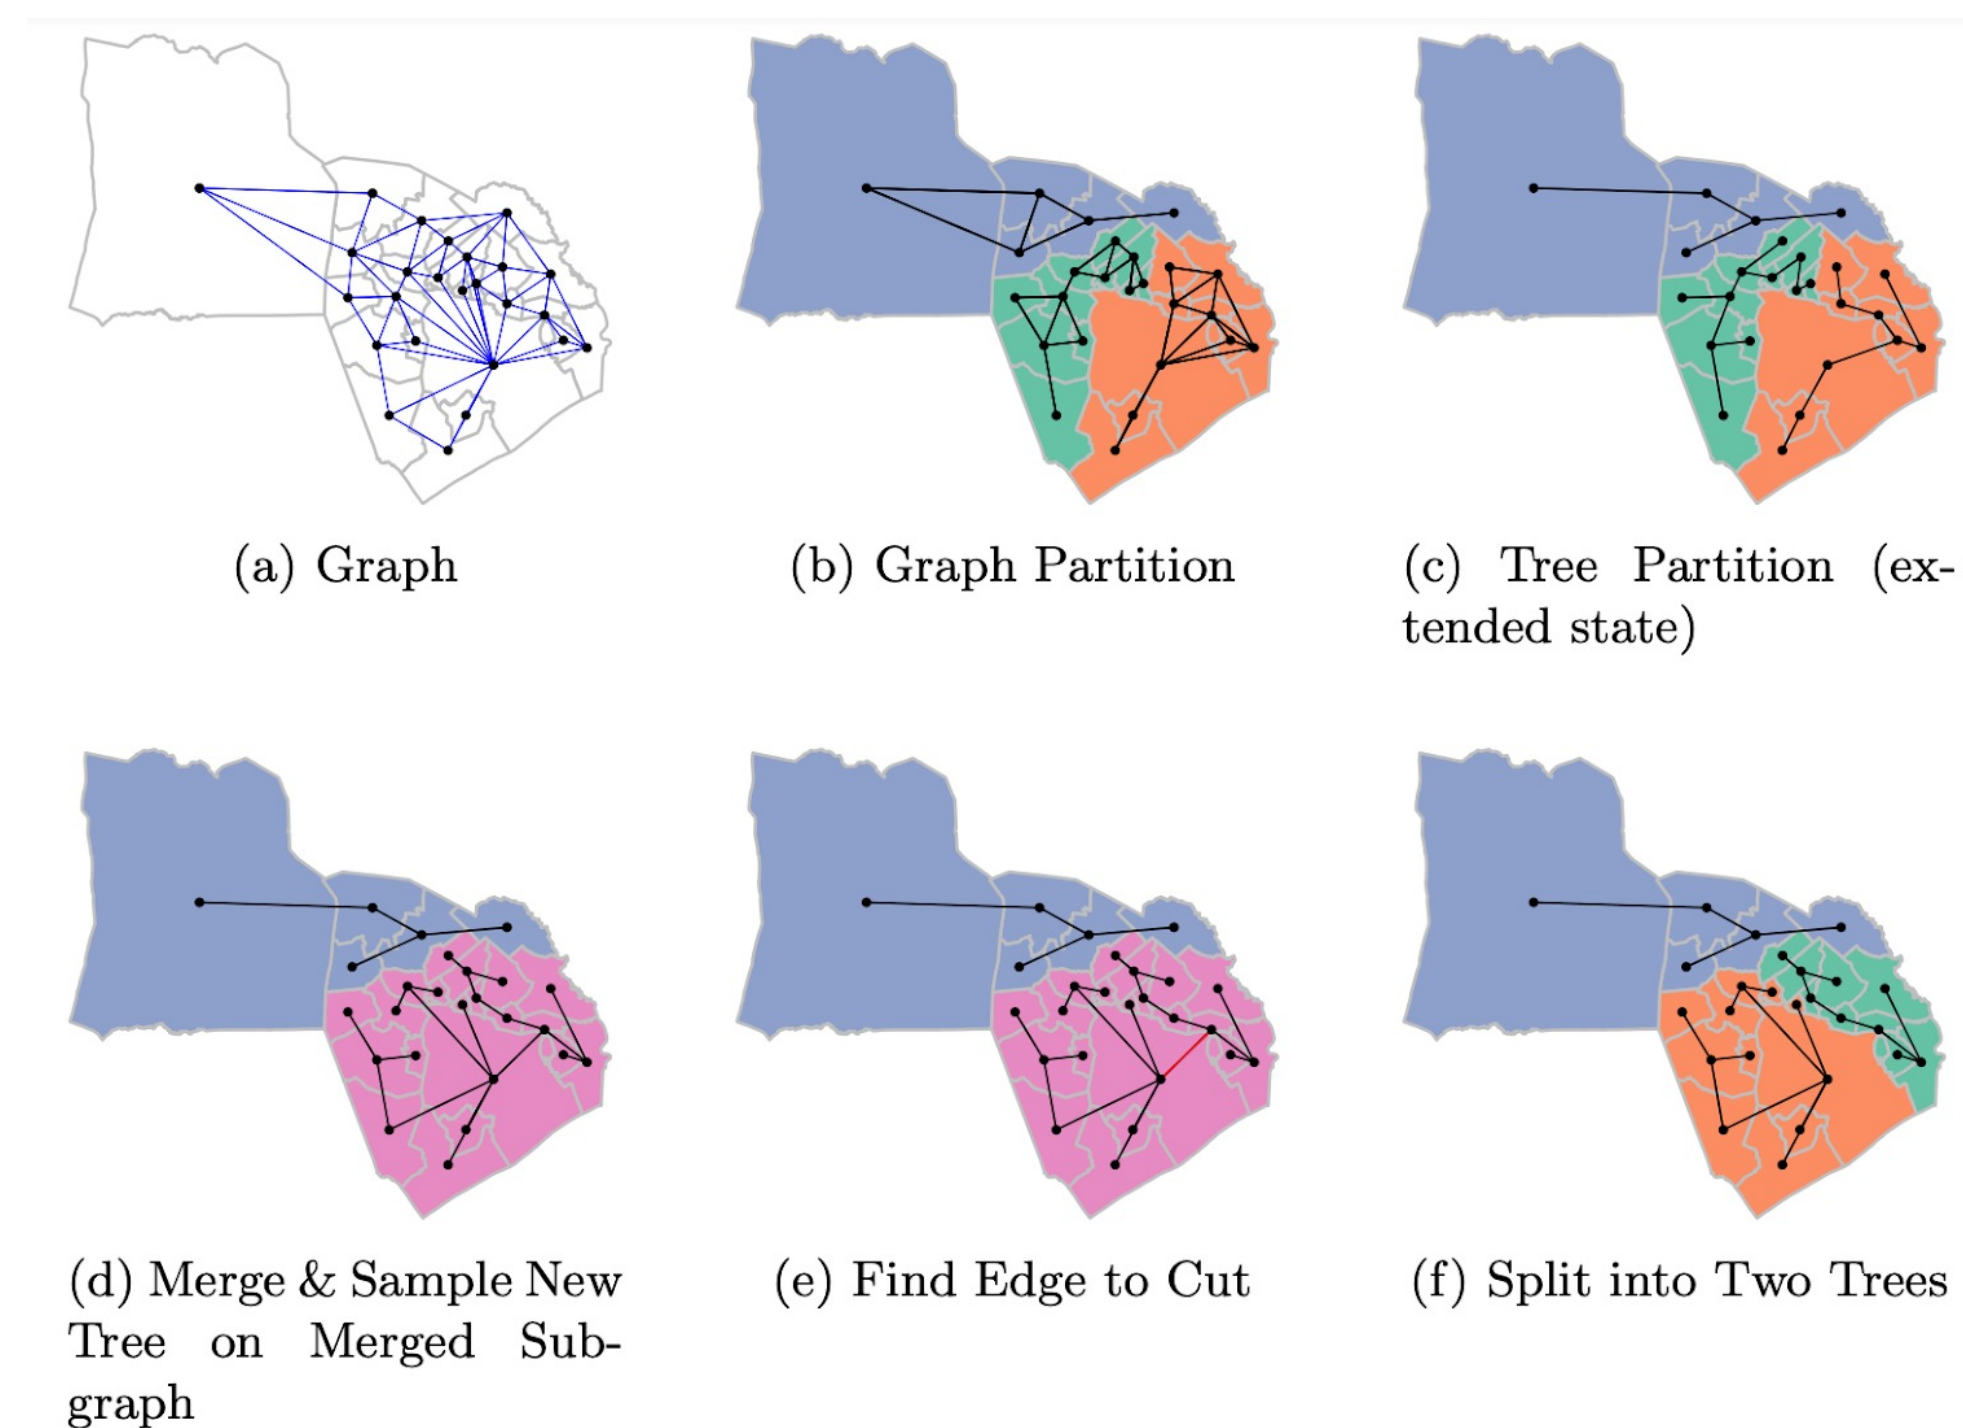 (a) Graph
(b) Graph Partition
(c) Tree Partition (ex-
tended state)
(d) Merge & Sample New
Tree on Merged Sub-
graph
(e) Find Edge to Cut
(f) Split into Two Trees